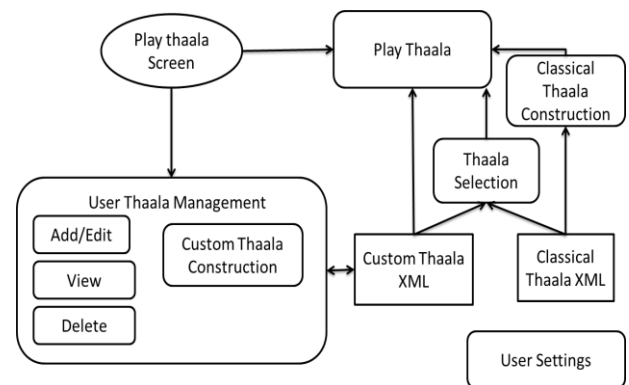 Play thaala
Screen
Play Thaala
Classical
Thaala
Construction
Thaala
Selection
User Thaala Management
Add/Edit
View
Delete
Custom Thaala
Construction
Custom Thaala
XML
Classical
Thaala XML
User Settings